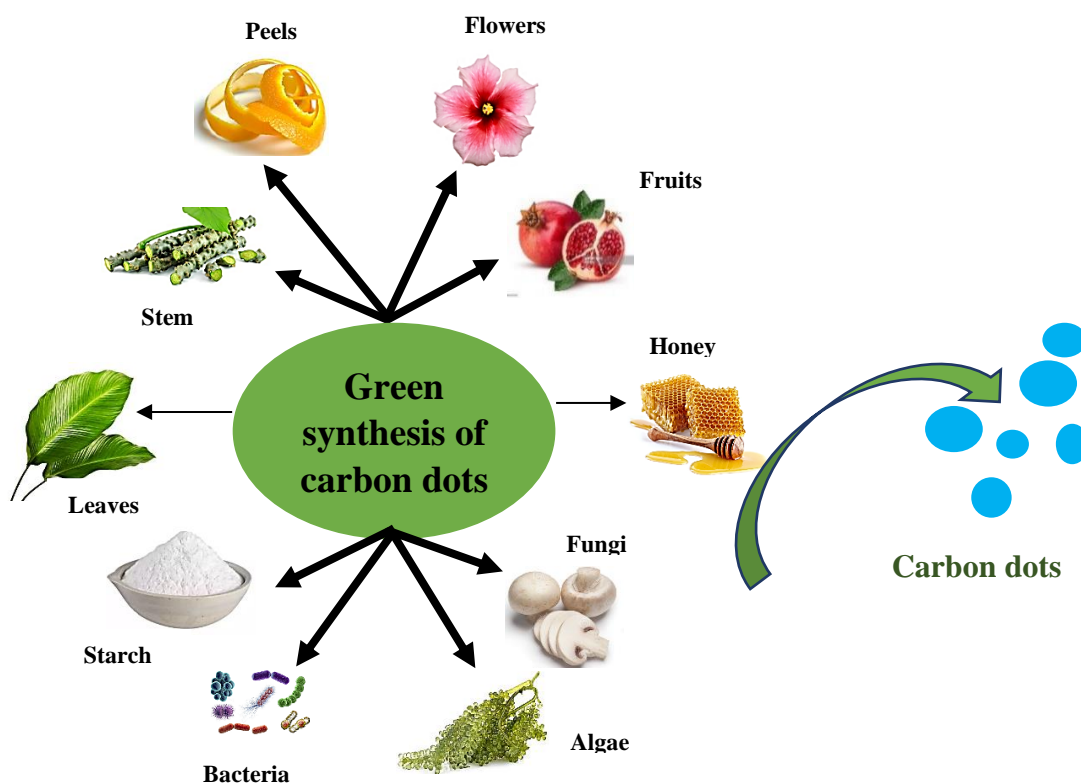 Flowers
Peels
Fruits
Stem
Honey
Green
synthesis of
carbon dots
Leaves
Fungi
Carbon dots
Starch
Algae
Bacteria